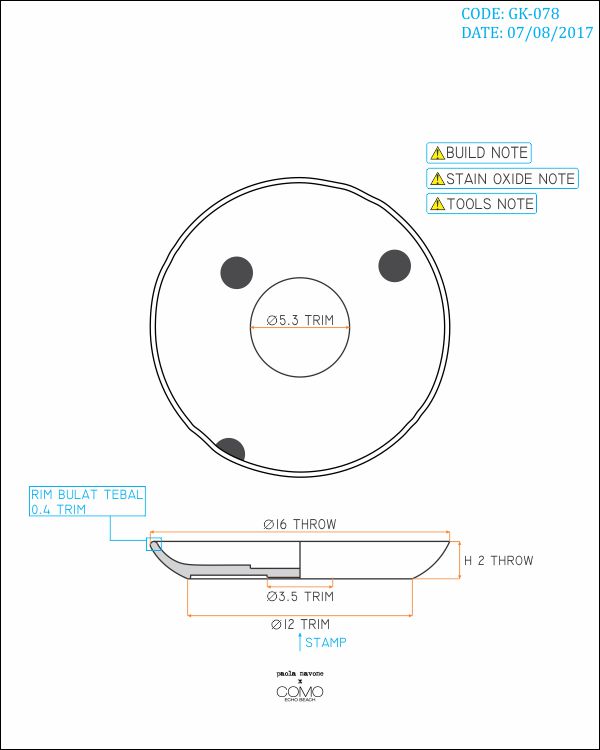 CODE: GK-078
DATE: 07/08/2017
BUILD NOTE
STAIN OXIDE NOTE
TOOLS NOTE
Ø5.3 TRIM
RIM BULAT TEBAL
0.4 TRIM
Ø16 THROW
H 2 THROW
Ø3.5 TRIM
Ø12 TRIM
STAMP
paola navone
x
COMO
ECHO BEACH